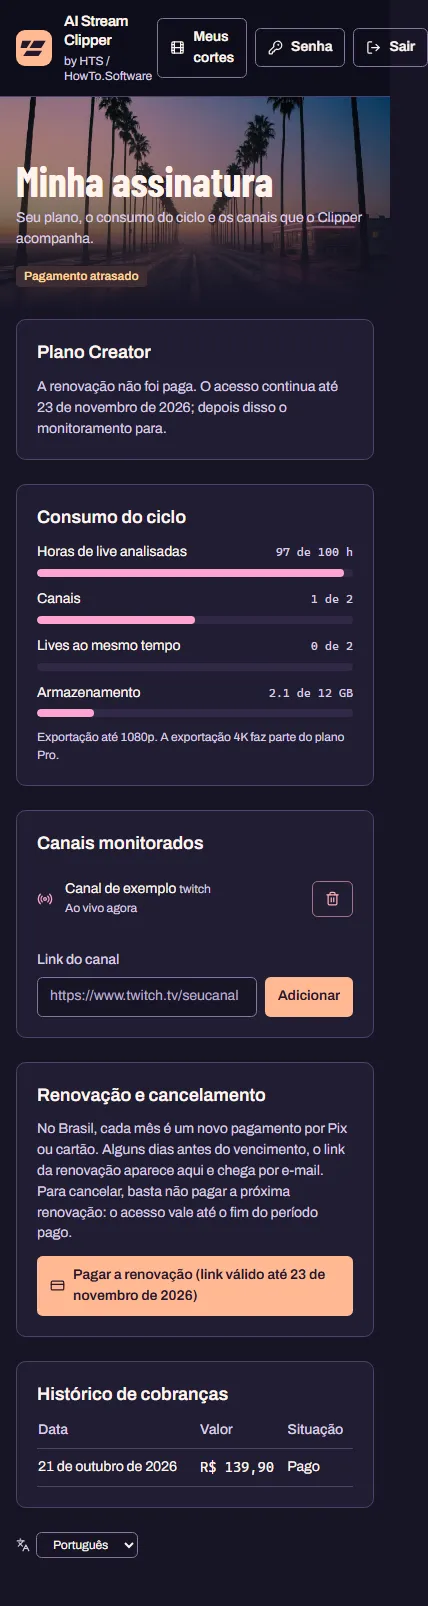 AI Stream
Clipper
by HTS /
HowTo.Software
Meus
cortes
Senha
Sair
Minha assinatura
Seu plano, o consumo do ciclo e os canais que o Clipper
acompanha.
Pagamento atrasado
Plano Creator
A renovação não foi paga. O acesso continua até
23 de novembro de 2026; depois disso o
monitoramento para.
Consumo do ciclo
Horas de live analisadas 97 de 100 h
Canais 1 de 2
Lives ao mesmo tempo 0 de 2
Armazenamento 2.1 de 12 GB
Exportação até 1080p. A exportação 4K faz parte do plano
Pro.
Canais monitorados
Canal de exemplo twitch
Ao vivo agora
Link do canal
https://www.twitch.tv/seucanal Adicionar
Renovação e cancelamento
No Brasil, cada mês é um novo pagamento por Pix
ou cartão. Alguns dias antes do vencimento, o link
da renovação aparece aqui e chega por e-mail.
Para cancelar, basta não pagar a próxima
renovação: o acesso vale até o fim do período
pago.
Pagar a renovação (link válido até 23 de
novembro de 2026)
Histórico de cobranças
Data Valor Situação
21 de outubro de 2026 R$ 139,90 Pago
Português